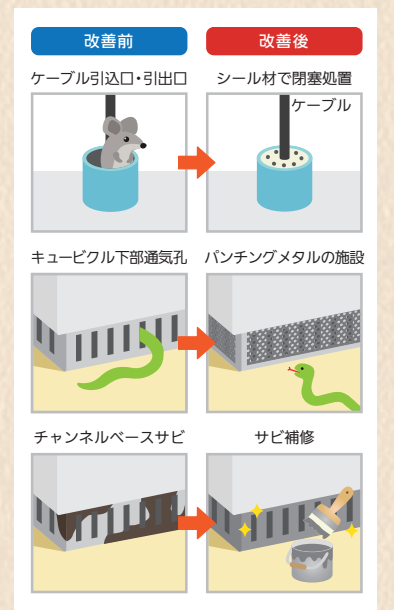 改善前
改善後
ケーブル引込口・引出口
シール材で閉塞処置
ケーブル
キュービクル下部通気孔
パンチングメタルの施設
チャンネルベースサビ
サビ補修